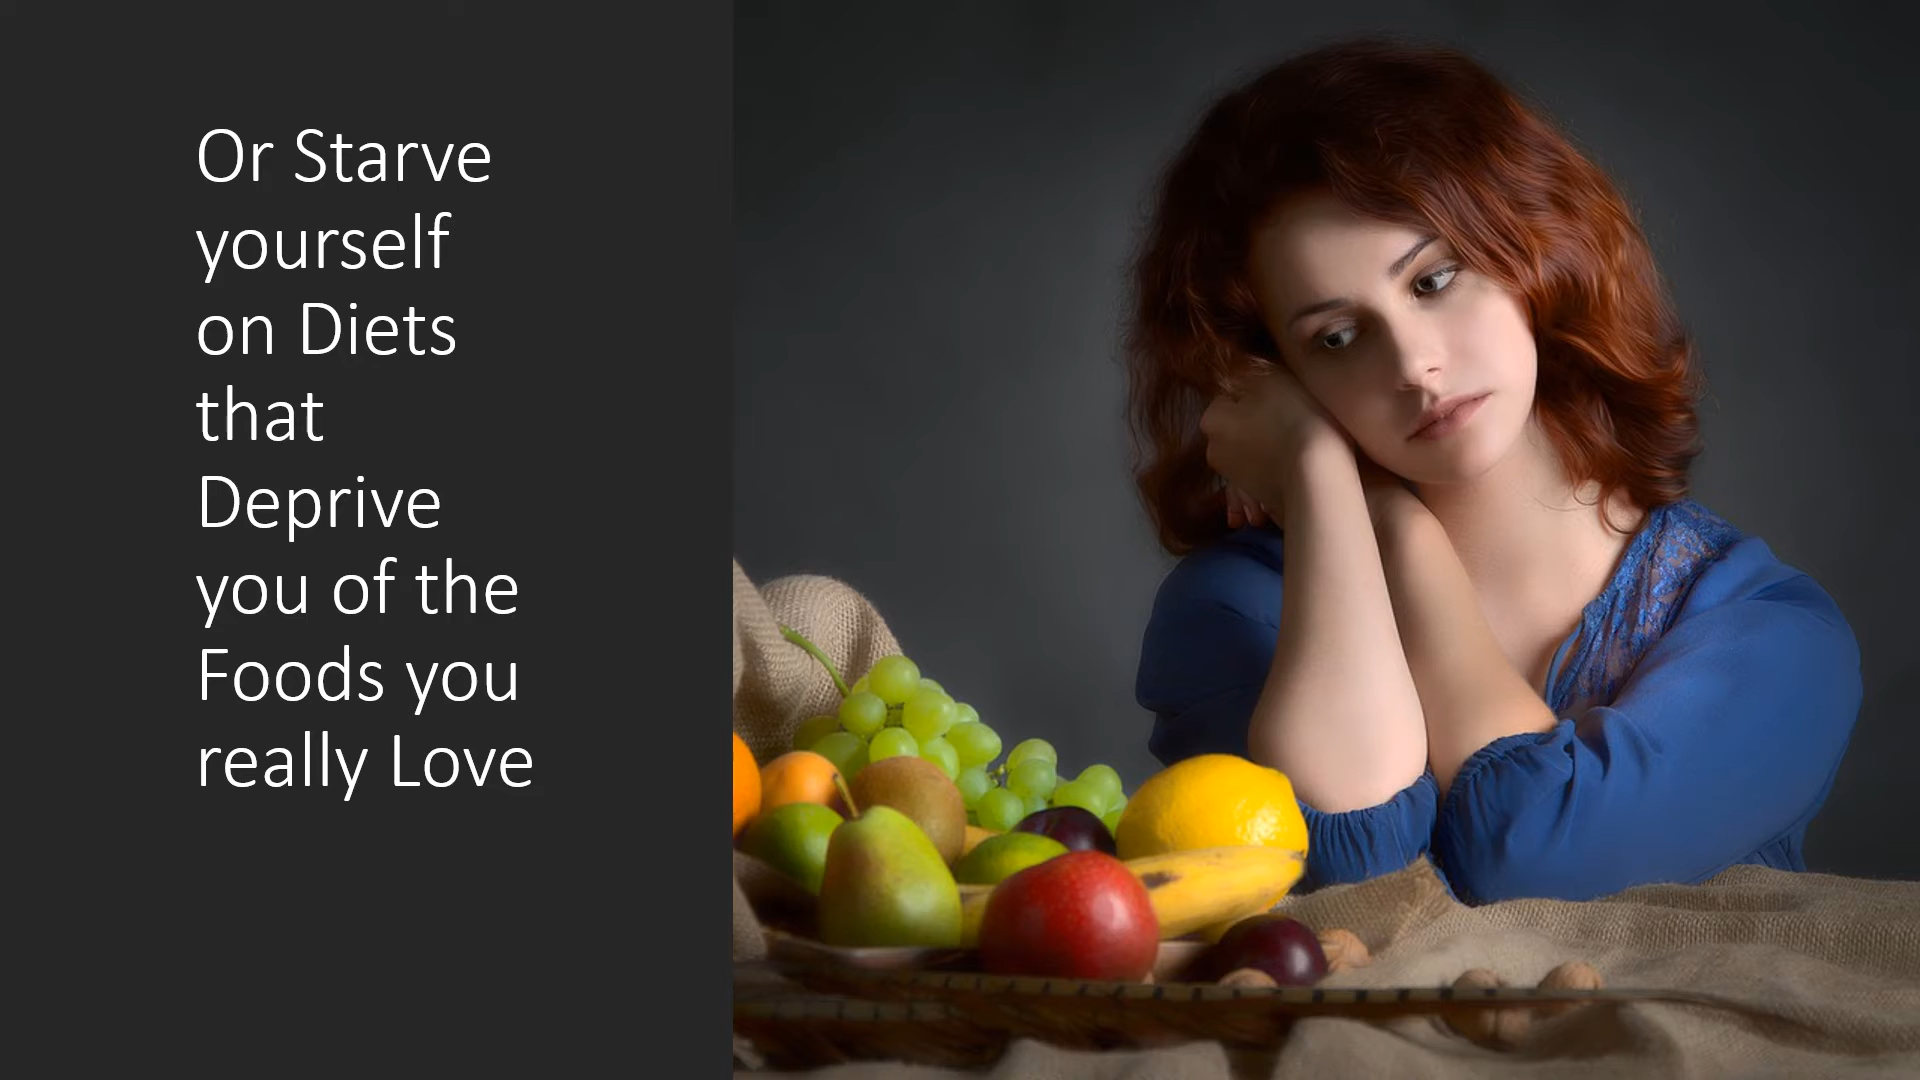 Or Starve
yourself
on Diets
that
Deprive
you of the
Foods you
really Love